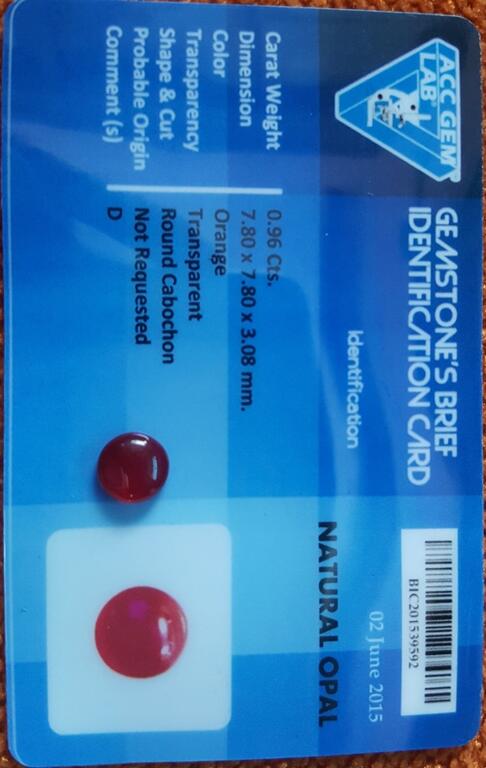 ACC GEM
LAB
GEMSTONE'S BRIEF
IDENTIFICATION CARD
BIC201539592
02 June 2015
Identification
NATURAL OPAL
Carat Weight 0.96 Cts.
Dimension 7.80 x 7.80 x 3.08 mm.
Color Orange
Transparency Transparent
Shape & Cut Round Cabochon
Probable Origin Not Requested
Comment (s) D